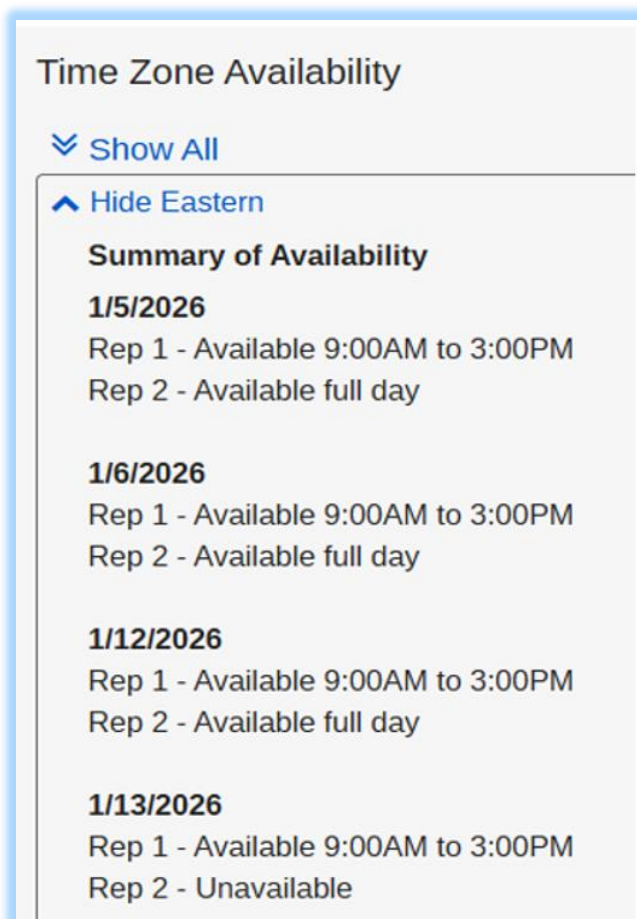 Time Zone Availability
Show All
Hide Eastern
Summary of Availability
1/5/2026
Rep 1 - Available 9:00AM to 3:00PM
Rep 2 - Available full day
1/6/2026
Rep 1 - Available 9:00AM to 3:00PM
Rep 2 - Available full day
1/12/2026
Rep 1 - Available 9:00AM to 3:00PM
Rep 2 - Available full day
1/13/2026
Rep 1 - Available 9:00AM to 3:00PM
Rep 2 - Unavailable